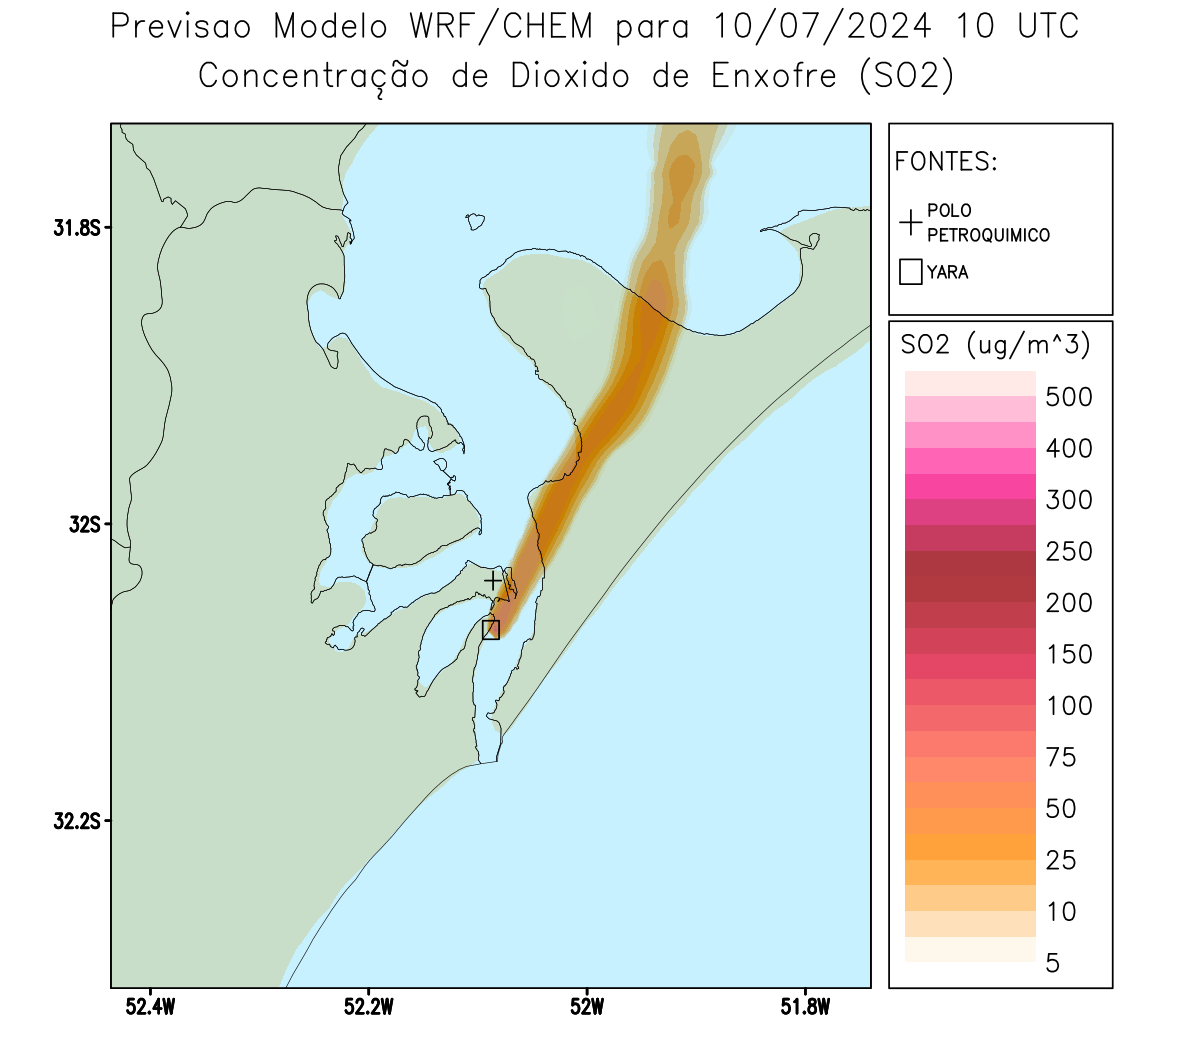 Previsao Modelo WRF/CHEM para 10/07/2024 10 UTC
Concentração de Dioxido de Enxofre (SO2)
FONTES:
POLO
PETROQUIMICO
YARA
31.8S
32S
32.2S
52.4W
52.2W
52W
51.8W
SO2 (ug/m^3)
500
400
300
250
200
150
100
75
50
25
10
5